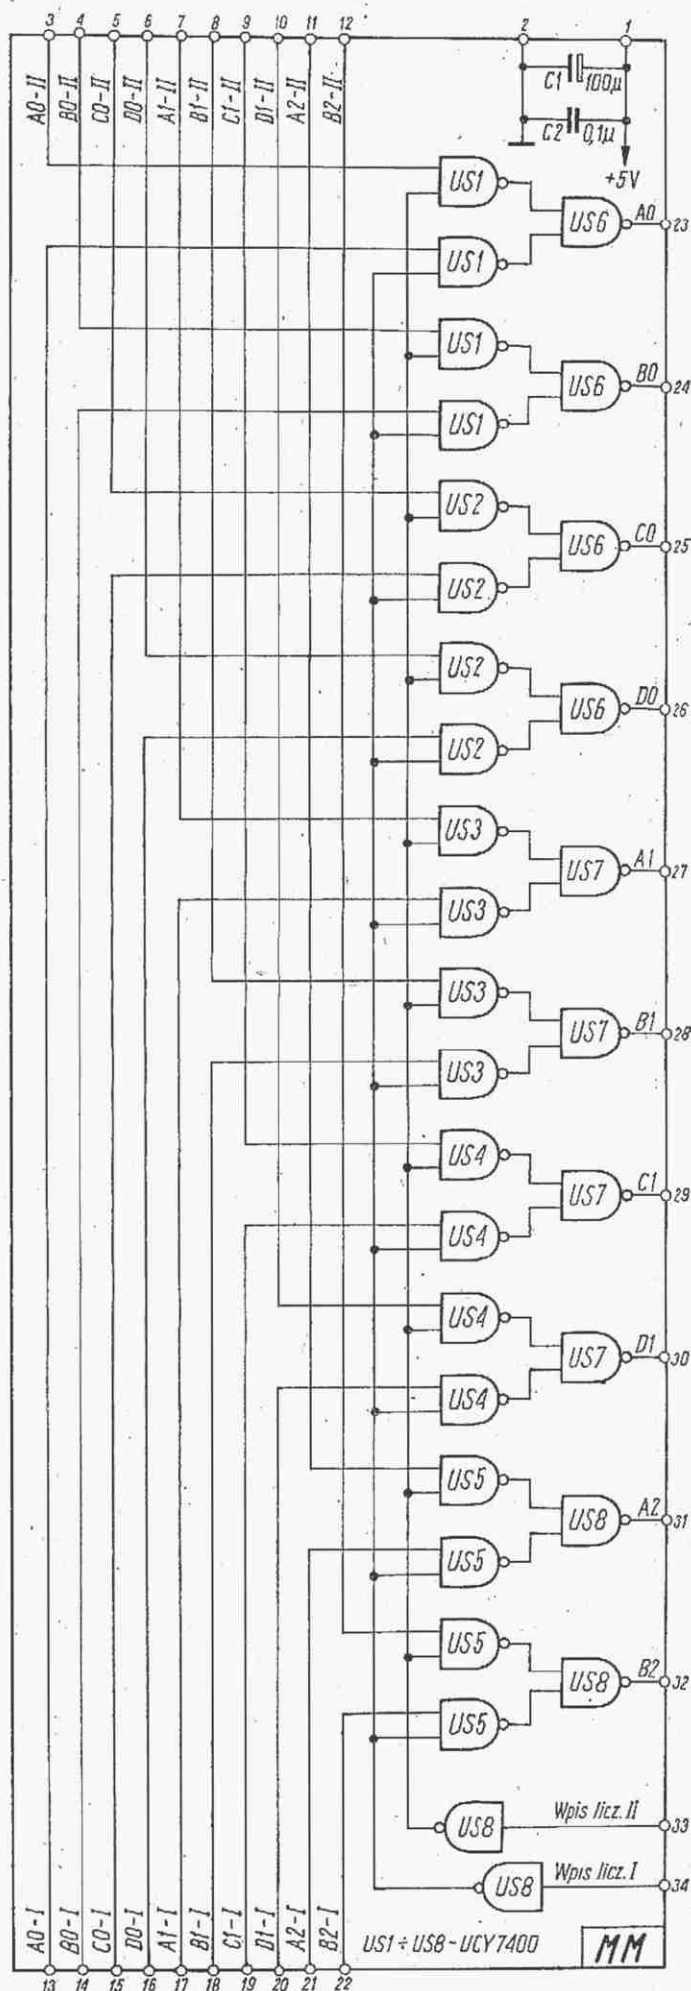 3 4 5 6 7 8 9 10 11 12 2 1
A0-II B0-II C0-II D0-II A1-II B1-II C1-II D1-II A2-II B2-II
C1 100µ
C2 0,1µ
+5V
US1
US6 A0 23
US1
US1
US6 B0 24
US1
US2
US6 C0 25
US2
US2
US6 D0 26
US2
US3
US7 A1 27
US3
US3
US7 B1 28
US3
US4
US7 C1 29
US4
US4
US7 D1 30
US4
US5
US8 A2 31
US5
US5
US8 B2 32
US5
US8 Wpis licz. II 33
US8 Wpis licz. I 34
A0-I B0-I C0-I D0-I A1-I B1-I C1-I D1-I A2-I B2-I
US1÷US8-UCY7400 MM
13 14 15 16 17 18 19 20 21 22